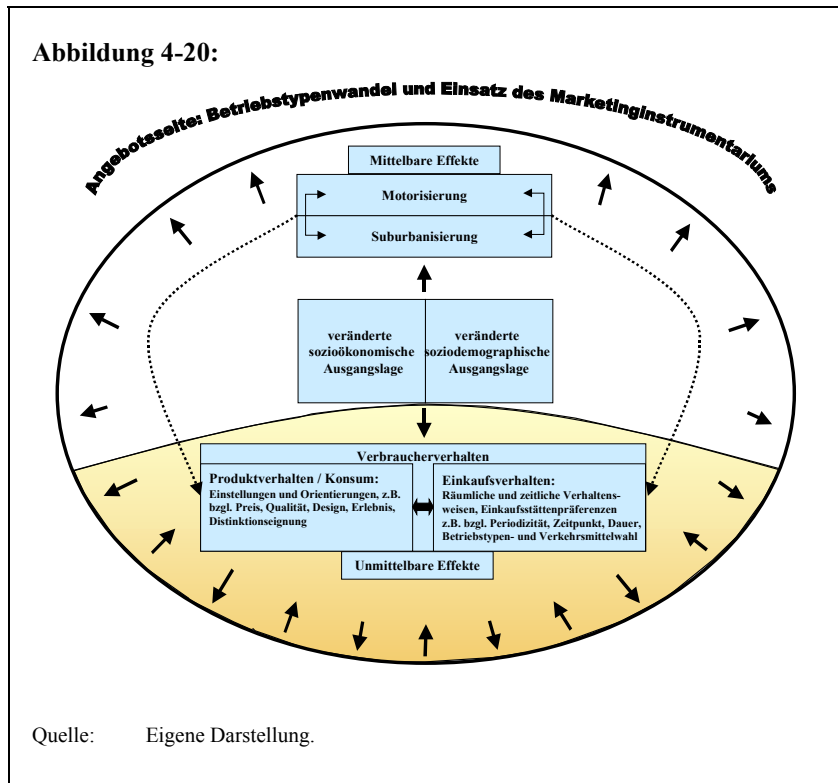 Abbildung 4-20:
Angebotsseite: Betriebstypenwandel und Einsatz des Marketinginstrumentariums
Mittelbare Effekte
Motorisierung
Suburbanisierung
veränderte
sozioökonomische
Ausgangslage
veränderte
soziodemographische
Ausgangslage
Verbraucherverhalten
Produktverhalten / Konsum:
Einstellungen und Orientierungen, z.B.
bzgl. Preis, Qualität, Design, Erlebnis,
Distinktionseignung
Einkaufsverhalten:
Räumliche und zeitliche Verhaltens-
weisen, Einkaufsstättenpräferenzen
z.B. bzgl. Periodizität, Zeitpunkt, Dauer,
Betriebstypen- und Verkehrsmittelwahl
Unmittelbare Effekte
Quelle: Eigene Darstellung.